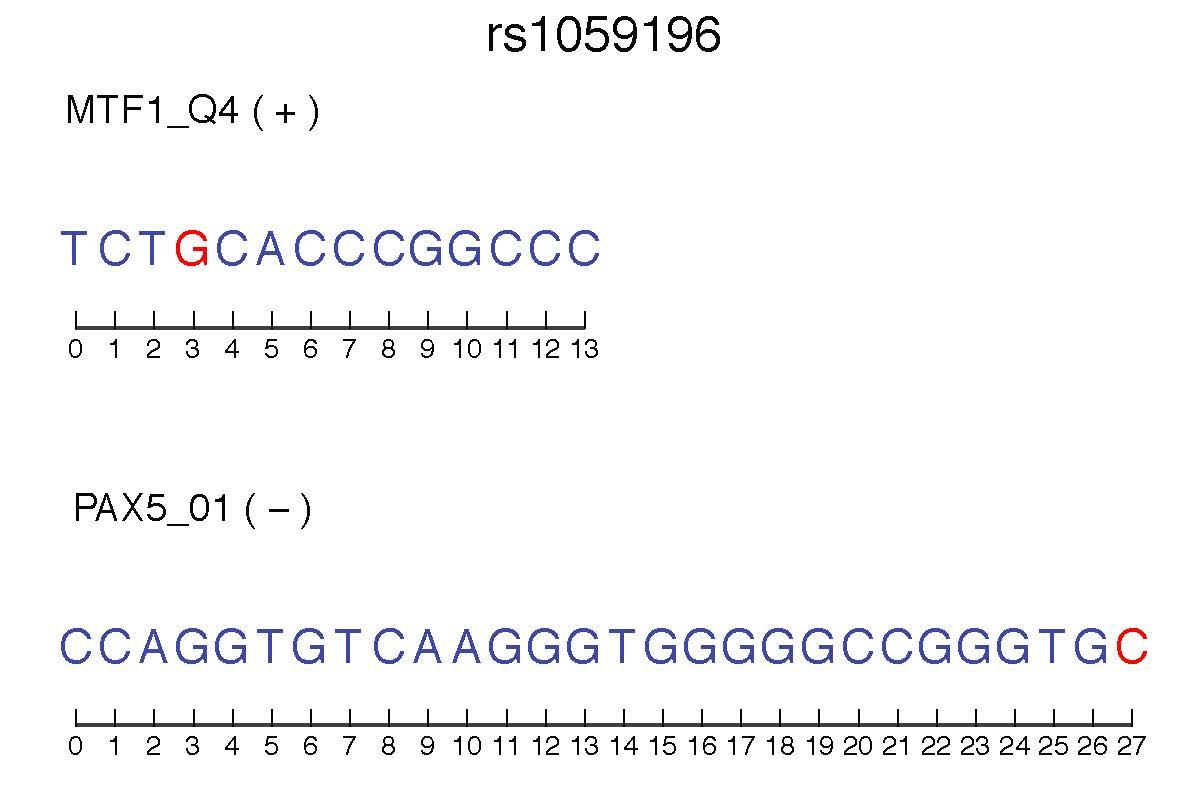 rs1059196
MTF1_Q4 ( + )
TCTGCACCCGGCCC
0 1 2 3 4 5 6 7 8 9 10 11 12 13
PAX5_01 ( – )
CCAGGTGTCAAGGGTGGGGGCCGGGTGC
0 1 2 3 4 5 6 7 8 9 10 11 12 13 14 15 16 17 18 19 20 21 22 23 24 25 26 27